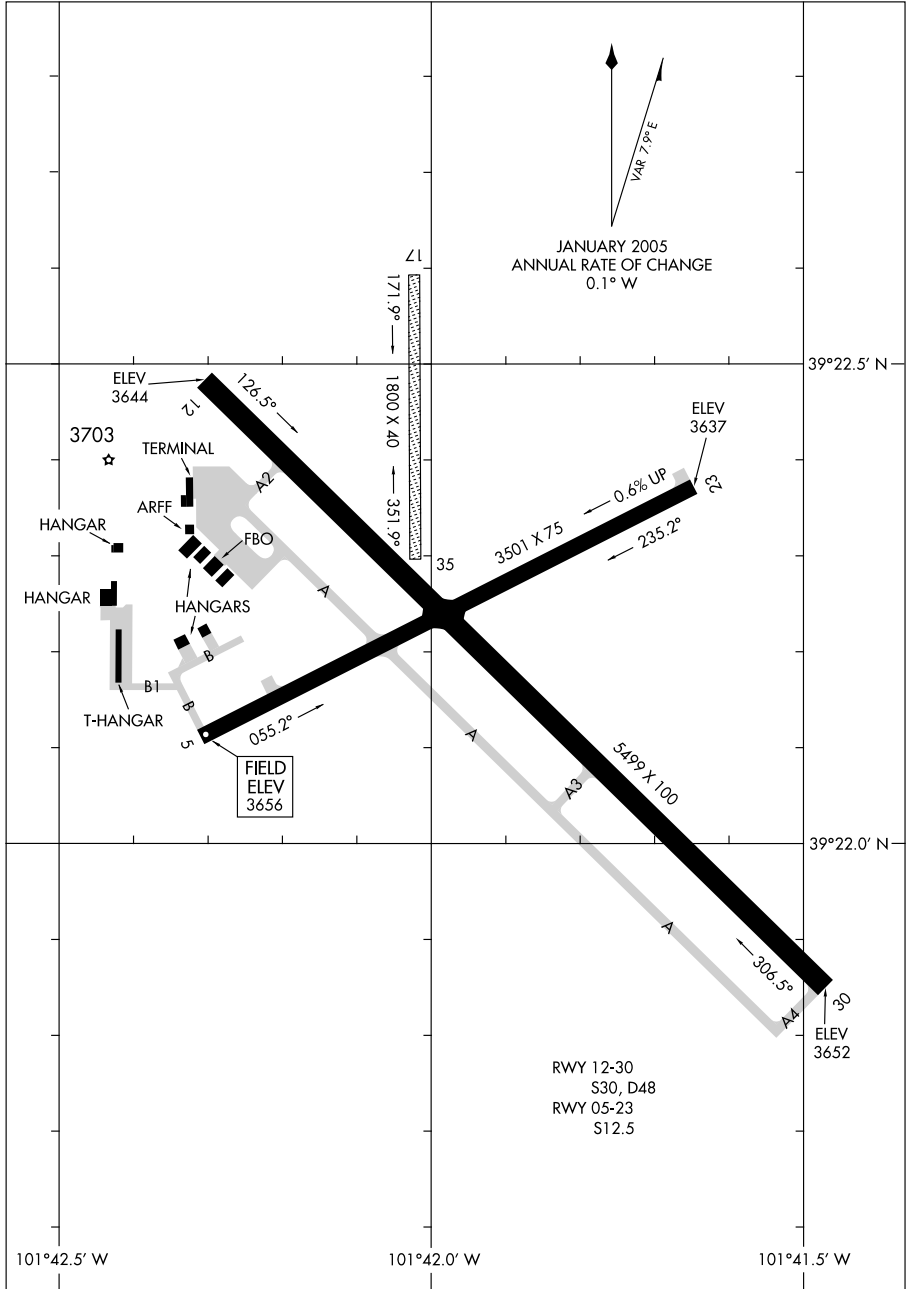 VAR 7.9° E
JANUARY 2005
ANNUAL RATE OF CHANGE
0.1° W
17
171.9°
1800 X 40
351.9°
35
39°22.5' N
ELEV
3644
12
126.5°
ELEV
3637
23
0.6% UP
3501 X 75
235.2°
3703
TERMINAL
A2
ARFF
FBO
HANGAR
HANGAR
HANGARS
A
B
B1
B
T-HANGAR
5
055.2°
FIELD
ELEV
3656
A
5499 X 100
A3
39°22.0' N
A
306.5°
30
A4
ELEV
3652
RWY 12-30
S30, D48
RWY 05-23
S12.5
101°42.5' W
101°42.0' W
101°41.5' W